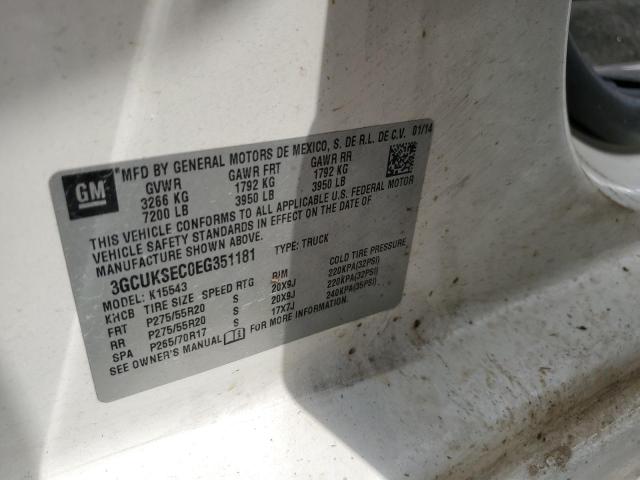 GM
MFD BY GENERAL MOTORS DE MEXICO, S. DE R.L. DE C.V. 01/14
GVWR GAWR FRT GAWR RR
3266 KG 1792 KG 1792 KG
7200 LB 3950 LB 3950 LB
THIS VEHICLE CONFORMS TO ALL APPLICABLE U.S. FEDERAL MOTOR
VEHICLE SAFETY STANDARDS IN EFFECT ON THE DATE OF
MANUFACTURE SHOWN ABOVE.
3GCUKSEC0EG351181 TYPE: TRUCK
MODEL: K15543
KHCB TIRE SIZE SPEED RTG RIM COLD TIRE PRESSURE
FRT P275/55R20 S 20X9J 220KPA(32PSI)
RR P275/55R20 S 20X9J 220KPA(32PSI)
SPA P265/70R17 S 17X7J 240KPA(35PSI)
SEE OWNER'S MANUAL FOR MORE INFORMATION.